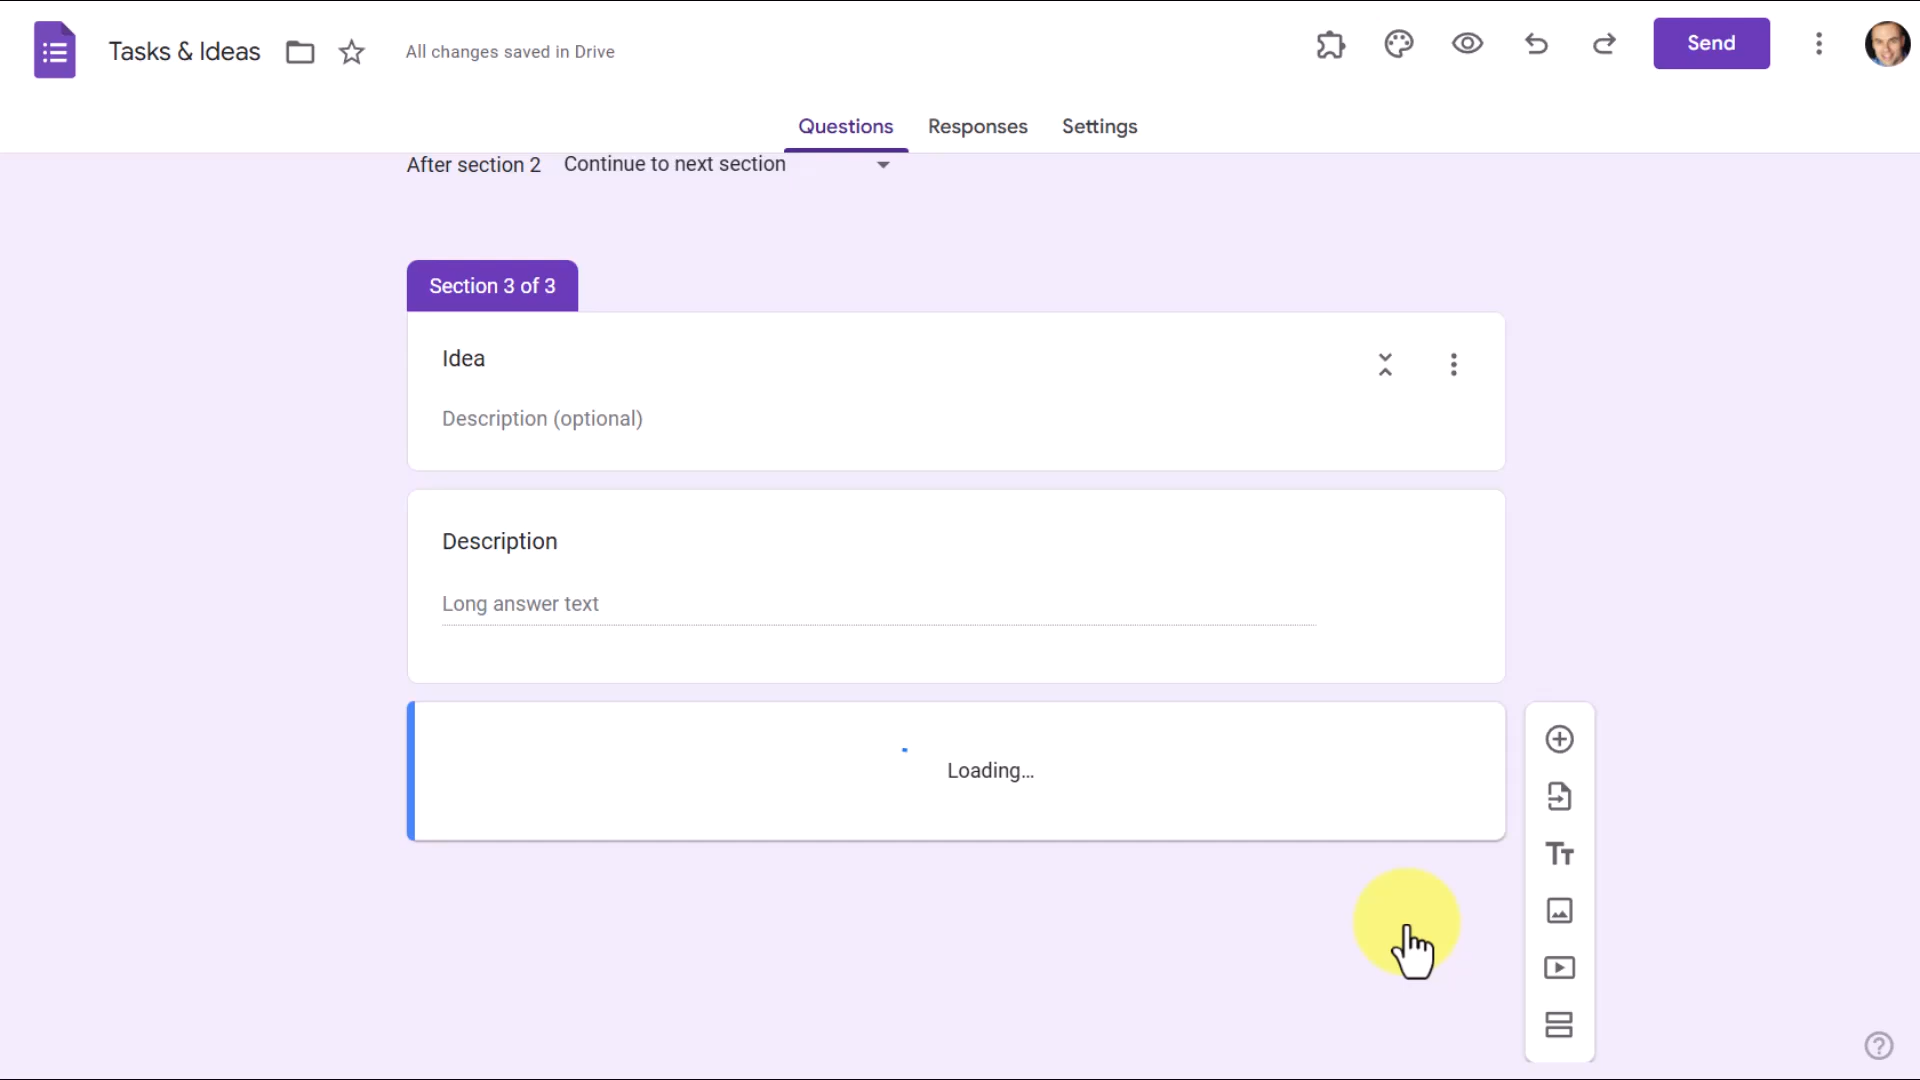 Tasks & Ideas
All changes saved in Drive
Send
Questions Responses Settings
After section 2 Continue to next section
Section 3 of 3
Idea
Description (optional)
Description
Long answer text
Loading...
Tт